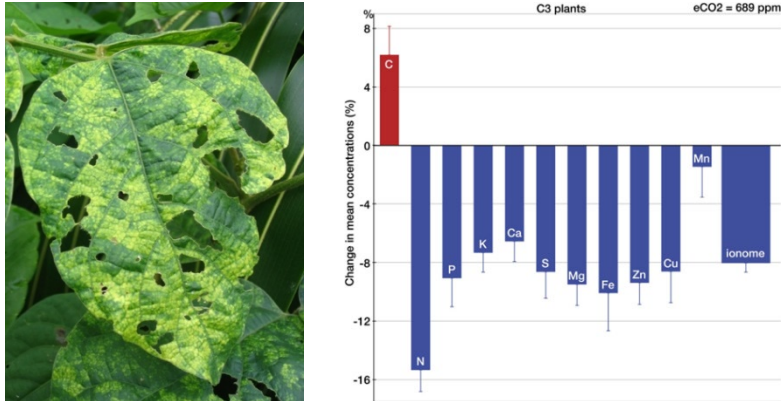 % C3 plants eCO2 = 689 ppm
8
4
0
-4
-8
-12
-16
Change in mean concentrations (%)
C
N
P
K
Ca
S
Mg
Fe
Zn
Cu
Mn
ionome